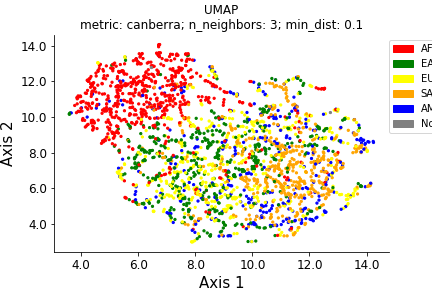 UMAP
metric: canberra; n_neighbors: 3; min_dist: 0.1
14.0
12.0
10.0
8.0
6.0
4.0
Axis 2
4.0 6.0 8.0 10.0 12.0 14.0
Axis 1
AF
EA
EU
SA
AM
No